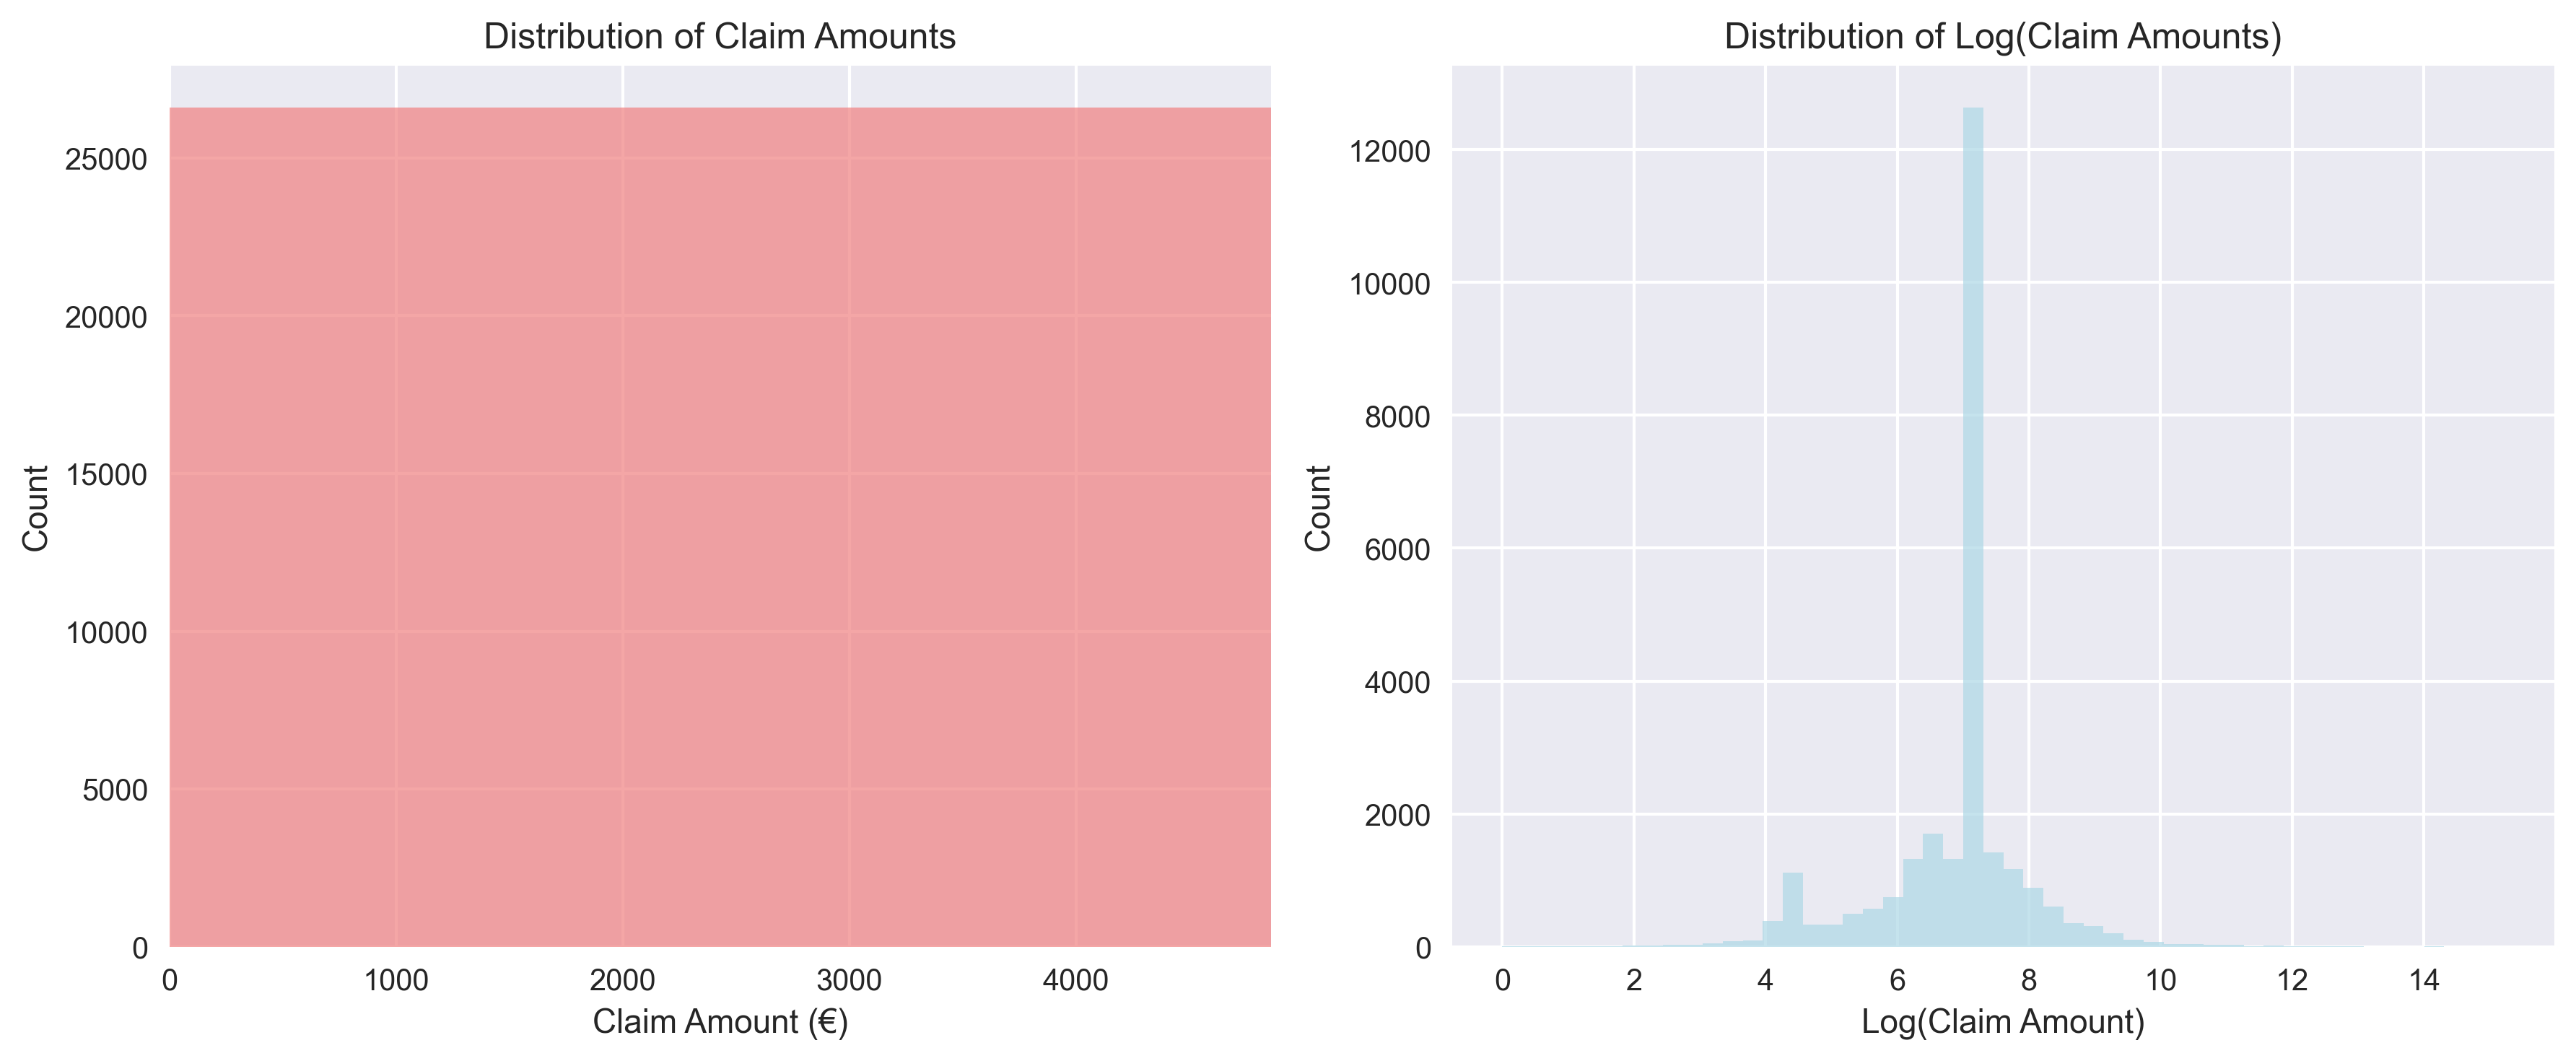 Distribution of Claim Amounts
25000
20000
15000
10000
5000
0
Count
0 1000 2000 3000 4000
Claim Amount (€)
Distribution of Log(Claim Amounts)
12000
10000
8000
6000
4000
2000
0
Count
0 2 4 6 8 10 12 14
Log(Claim Amount)